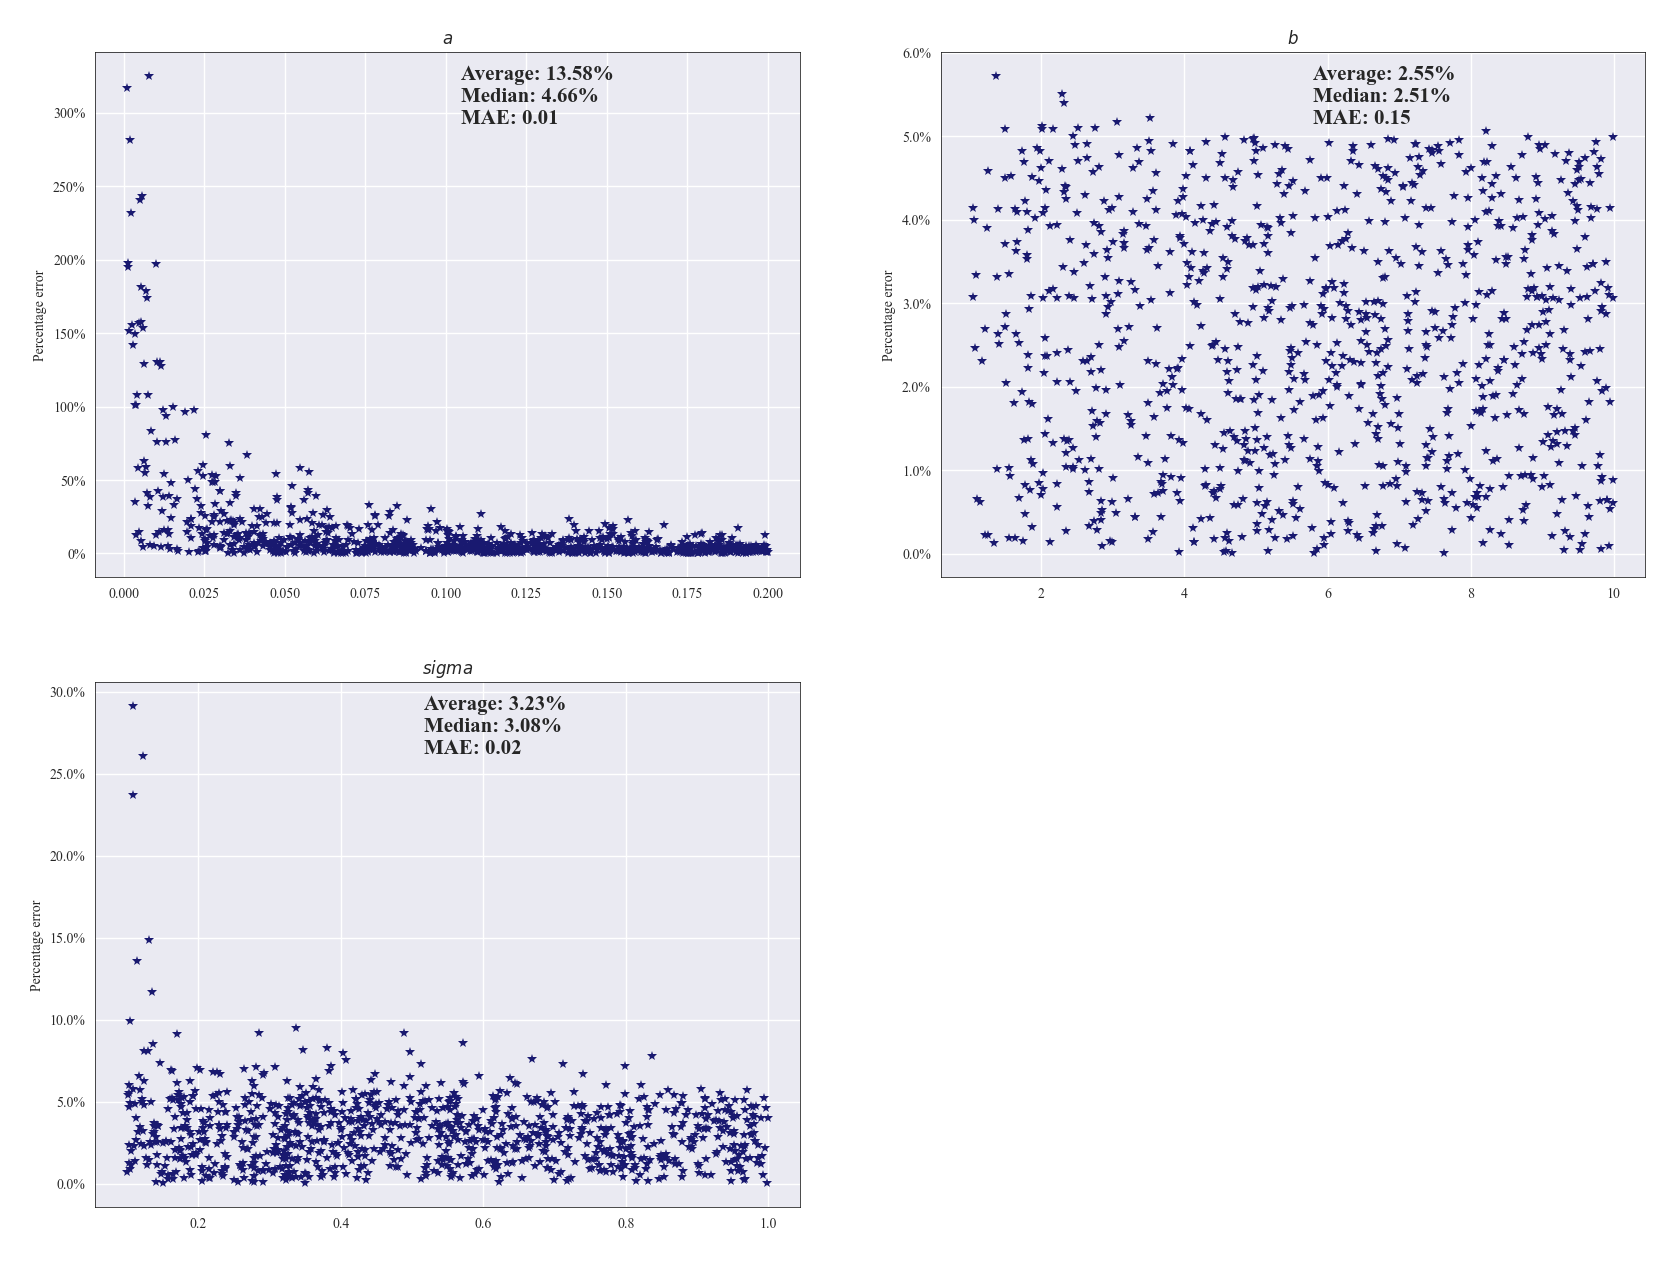 a
Average: 13.58%
Median: 4.66%
MAE: 0.01
Percentage error
300%
250%
200%
150%
100%
50%
0%
0.000 0.025 0.050 0.075 0.100 0.125 0.150 0.175 0.200
b
Average: 2.55%
Median: 2.51%
MAE: 0.15
Percentage error
6.0%
5.0%
4.0%
3.0%
2.0%
1.0%
0.0%
2 4 6 8 10
sigma
Average: 3.23%
Median: 3.08%
MAE: 0.02
Percentage error
30.0%
25.0%
20.0%
15.0%
10.0%
5.0%
0.0%
0.2 0.4 0.6 0.8 1.0